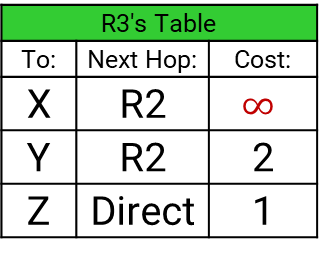 R3's Table
To: Next Hop: Cost:
X R2 ∞
Y R2 2
Z Direct 1